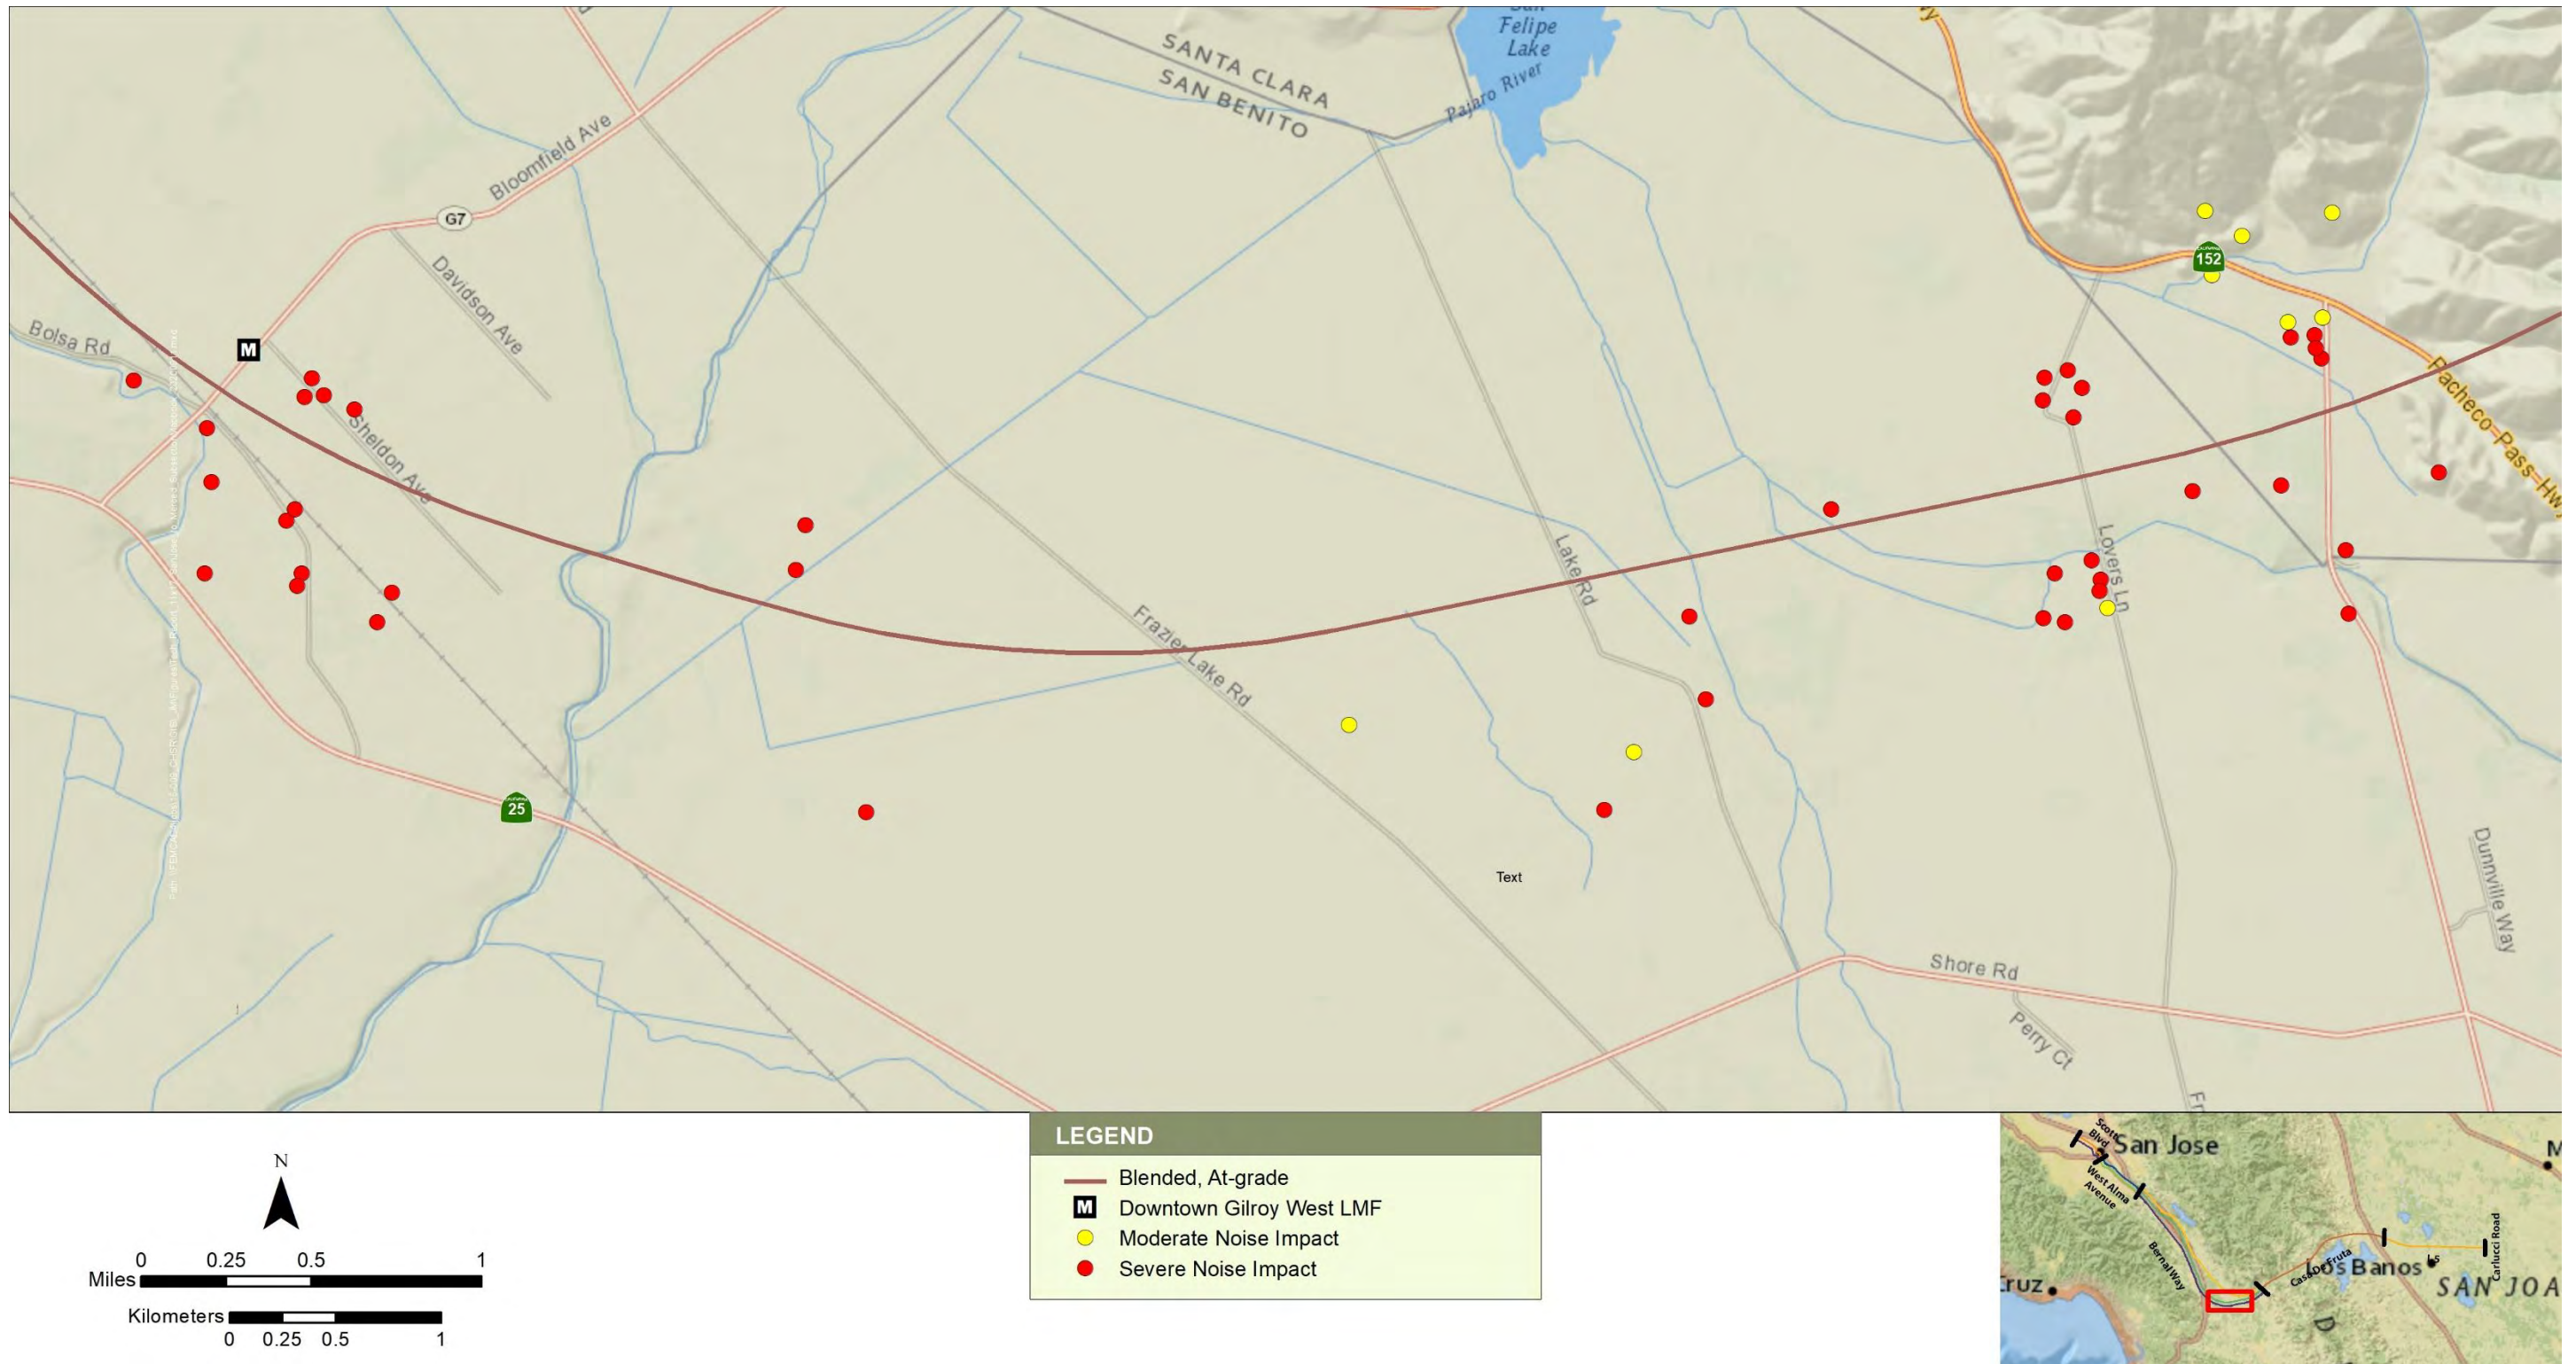 San
Felipe
Lake
Pajaro River
SANTA CLARA
SAN BENITO
Bloomfield Ave
G7
Davidson Ave
152
Bolsa Rd
M
Sheldon Ave
Pacheco Pass Hwy
Lake Rd
Lovers Ln
Frazier Lake Rd
25
Text
Dunnville Way
Shore Rd
Perry Ct
Fr
LEGEND
Blended, At-grade
M Downtown Gilroy West LMF
Moderate Noise Impact
Severe Noise Impact
N
0 0.25 0.5 1
Miles
Kilometers
0 0.25 0.5 1
Scott
Blvd
San Jose
West Alma
Avenue
Bernal Way
Casa De Fruta
Los Banos
Carlucci Road
SAN JOA
cruz
M
D